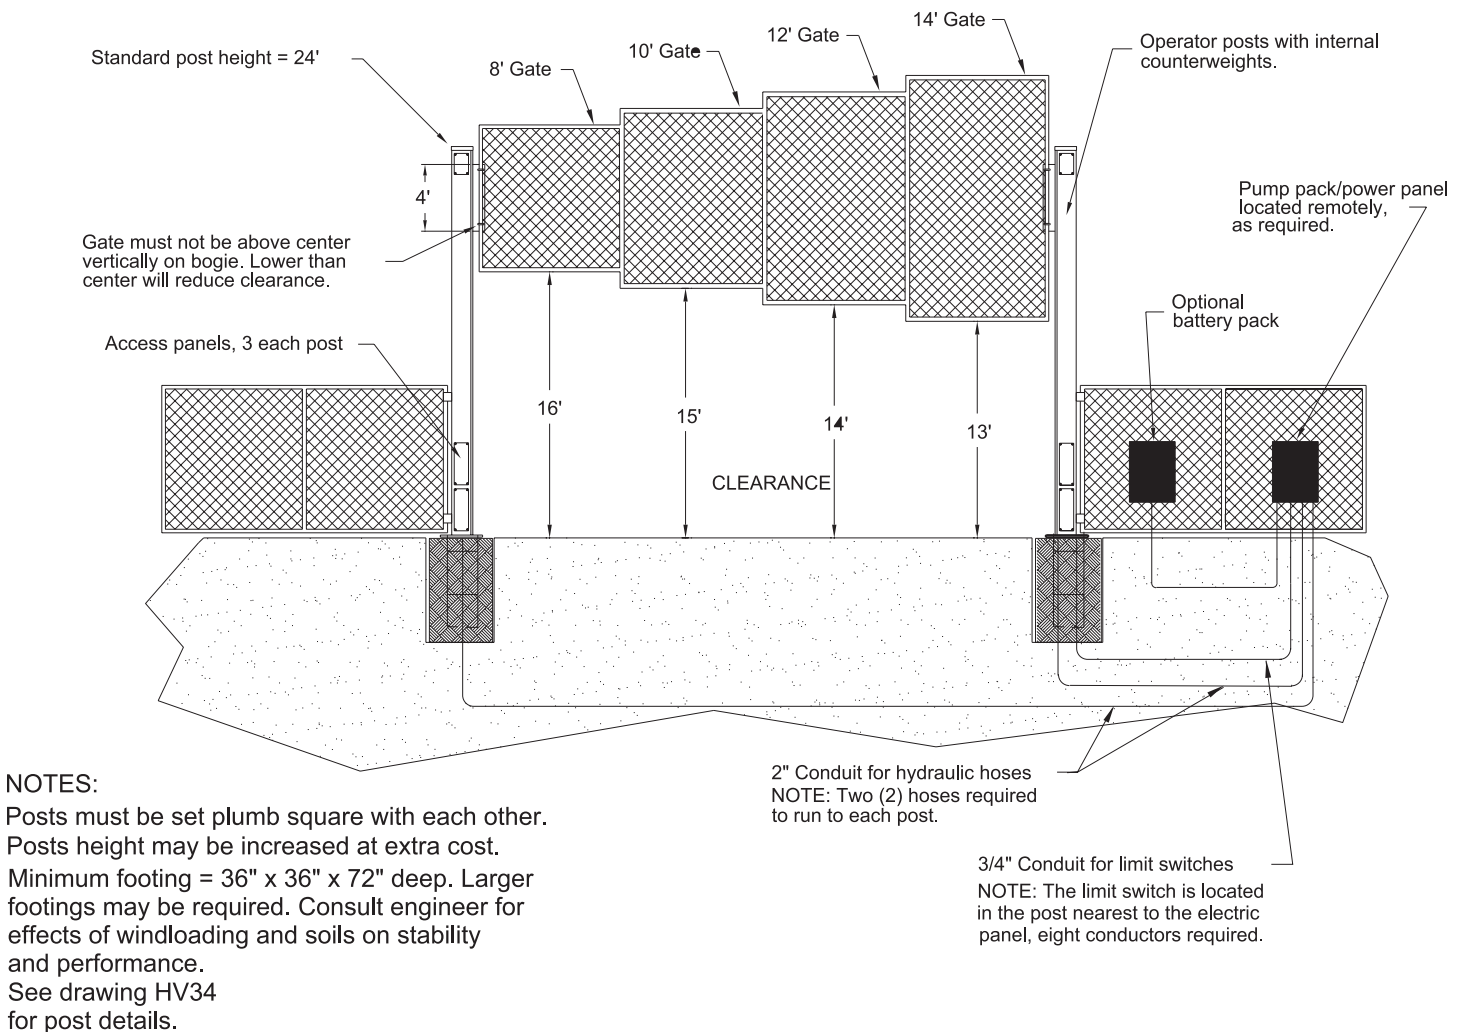 14' Gate
12' Gate
10' Gate
8' Gate
Standard post height = 24'
Operator posts with internal
counterweights.
4'
Pump pack/power panel
located remotely,
as required.
Gate must not be above center
vertically on bogie. Lower than
center will reduce clearance.
Optional
battery pack
Access panels, 3 each post
16'
15'
14'
13'
CLEARANCE
NOTES:
Posts must be set plumb square with each other.
Posts height may be increased at extra cost.
Minimum footing = 36" x 36" x 72" deep. Larger
footings may be required. Consult engineer for
effects of windloading and soils on stability
and performance.
See drawing HV34
for post details.
2" Conduit for hydraulic hoses
NOTE: Two (2) hoses required
to run to each post.
3/4" Conduit for limit switches
NOTE: The limit switch is located
in the post nearest to the electric
panel, eight conductors required.